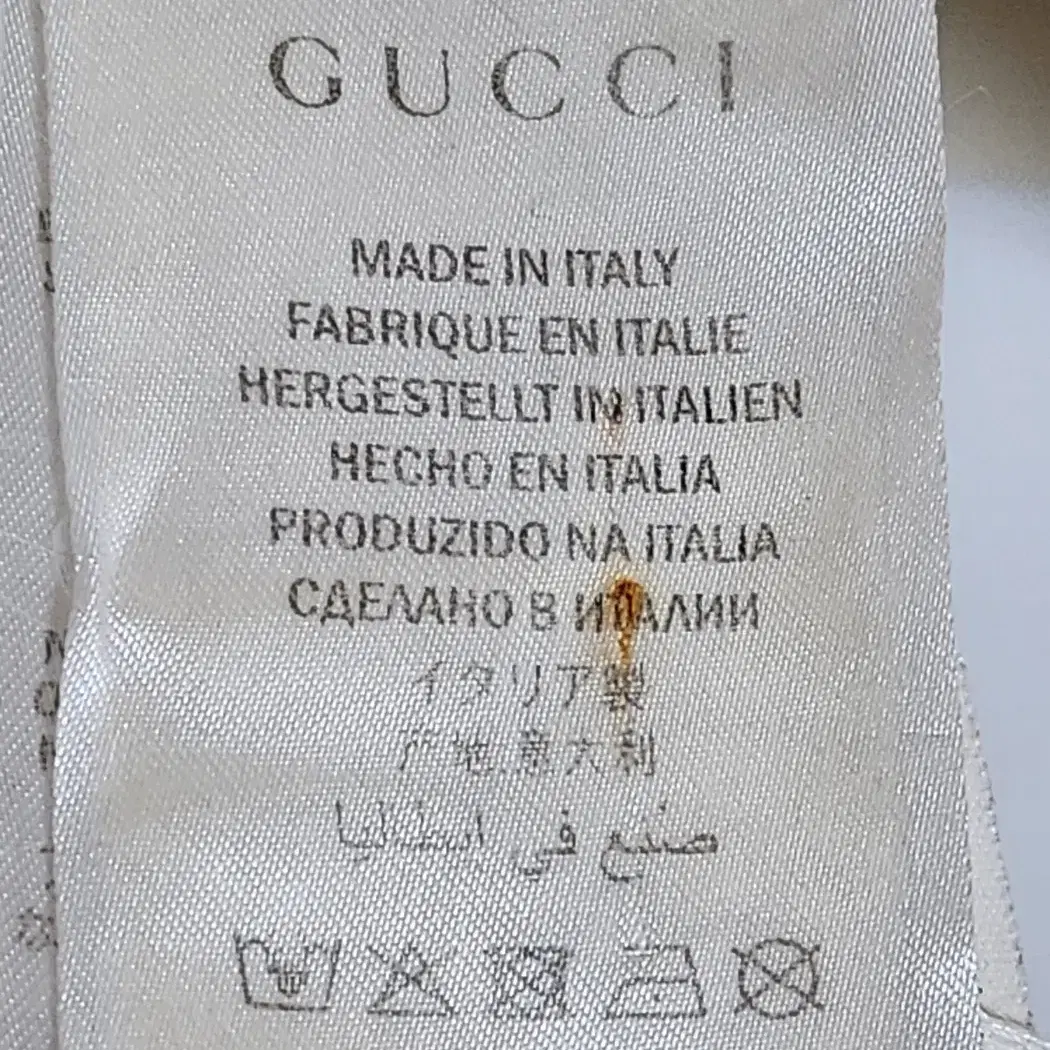 GUCCI
MADE IN ITALY
FABRIQUE EN ITALIE
HERGESTELLT IN ITALIEN
HECHO EN ITALIA
PRODUZIDO NA ITALIA
СДЕЛАНО В ИТАЛИИ
イタリア製
产地:意大利
صنيع في ايطاليا